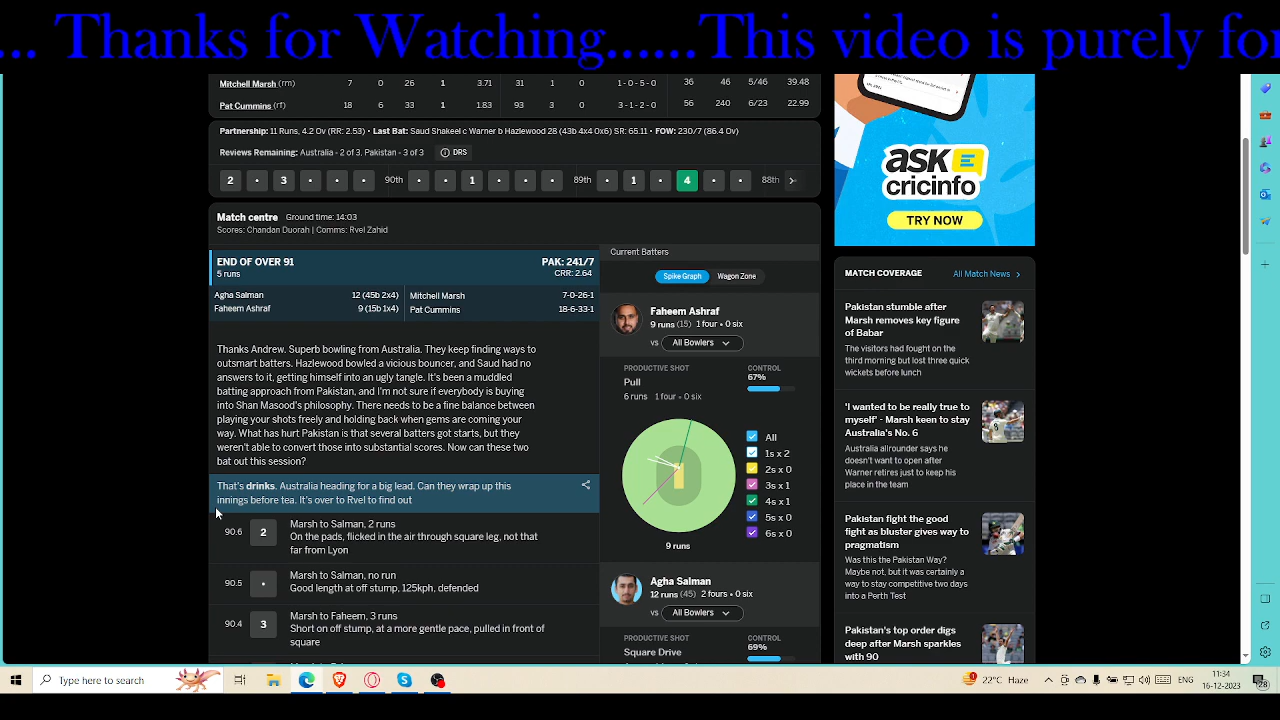 ... Thanks for Watching......This video is purely for
Mitchell Marsh (rm) 7 0 26 1 3.71 31 1 0 1-0-5-0 36 46 5/46 39.48
Pat Cummins (rf) 18 6 33 1 1.83 93 3 0 3-1-2-0 56 240 6/23 22.99
Partnership: 11 Runs, 4.2 Ov (RR: 2.53) • Last Bat: Saud Shakeel c Warner b Hazlewood 28 (43b 4x4 0x6) SR: 65.11 • FOW: 230/7 (86.4 Ov)
Reviews Remaining: Australia - 2 of 3, Pakistan - 3 of 3 DRS
2 • 3 • • • 90th • • 1 • • • 89th • 1 • 4 • • 88th
Match centre Ground time: 14:03
Scores: Chandan Duorah | Comms: Rvel Zahid
END OF OVER 91 PAK: 241/7
5 runs CRR: 2.64
Agha Salman 12 (45b 2x4) Mitchell Marsh 7-0-26-1
Faheem Ashraf 9 (15b 1x4) Pat Cummins 18-6-33-1
Thanks Andrew. Superb bowling from Australia. They keep finding ways to
outsmart batters. Hazlewood bowled a vicious bouncer, and Saud had no
answers to it, getting himself into an ugly tangle. It's been a muddled
batting approach from Pakistan, and I'm not sure if everybody is buying
into Shan Masood's philosophy. There needs to be a fine balance between
playing your shots freely and holding back when gems are coming your
way. What has hurt Pakistan is that several batters got starts, but they
weren't able to convert those into substantial scores. Now can these two
bat out this session?
That's drinks. Australia heading for a big lead. Can they wrap up this
innings before tea. It's over to Rvel to find out
90.6 2 Marsh to Salman, 2 runs
On the pads, flicked in the air through square leg, not that
far from Lyon
90.5 • Marsh to Salman, no run
Good length at off stump, 125kph, defended
90.4 3 Marsh to Faheem, 3 runs
Short on off stump, at a more gentle pace, pulled in front of
square
Current Batters
Spike Graph Wagon Zone
Faheem Ashraf
9 runs (15) 1 four • 0 six
vs All Bowlers
PRODUCTIVE SHOT CONTROL
Pull 67%
6 runs 1 four - 0 six
All
1s x 2
2s x 0
3s x 1
4s x 1
5s x 0
6s x 0
9 runs
Agha Salman
12 runs (45) 2 fours • 0 six
vs All Bowlers
PRODUCTIVE SHOT CONTROL
Square Drive 69%
ask
cricinfo
TRY NOW
MATCH COVERAGE All Match News
Pakistan stumble after
Marsh removes key figure
of Babar
The visitors had fought on the
third morning but lost three quick
wickets before lunch
'I wanted to be really true to
myself' - Marsh keen to stay
Australia's No. 6
Australia allrounder says he
doesn't want to open after
Warner retires just to keep his
place in the team
Pakistan fight the good
fight as bluster gives way to
pragmatism
Was this the Pakistan Way?
Maybe not, but it was certainly a
way to stay competitive two days
into a Perth Test
Pakistan's top order digs
deep after Marsh sparkles
with 90
Type here to search
22°C Haze
ENG
11:34
16-12-2023
28